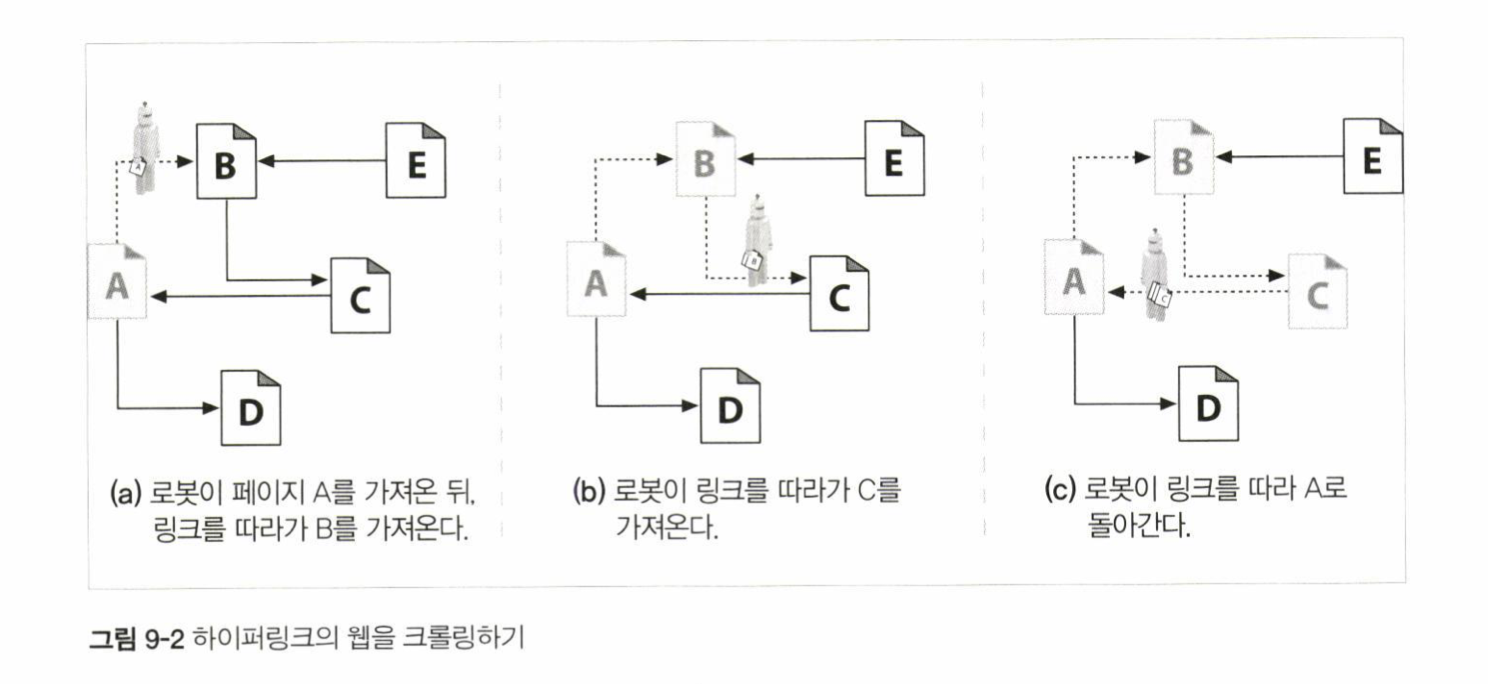 A
B
E
A
C
D
(a) 로봇이 페이지 A를 가져온 뒤,
링크를 따라가 B를 가져온다.
B
E
B
A
C
D
(b) 로봇이 링크를 따라가 C를
가져온다.
B
E
A
C
C
D
(c) 로봇이 링크를 따라 A로
돌아간다.
그림 9-2 하이퍼링크의 웹을 크롤링하기